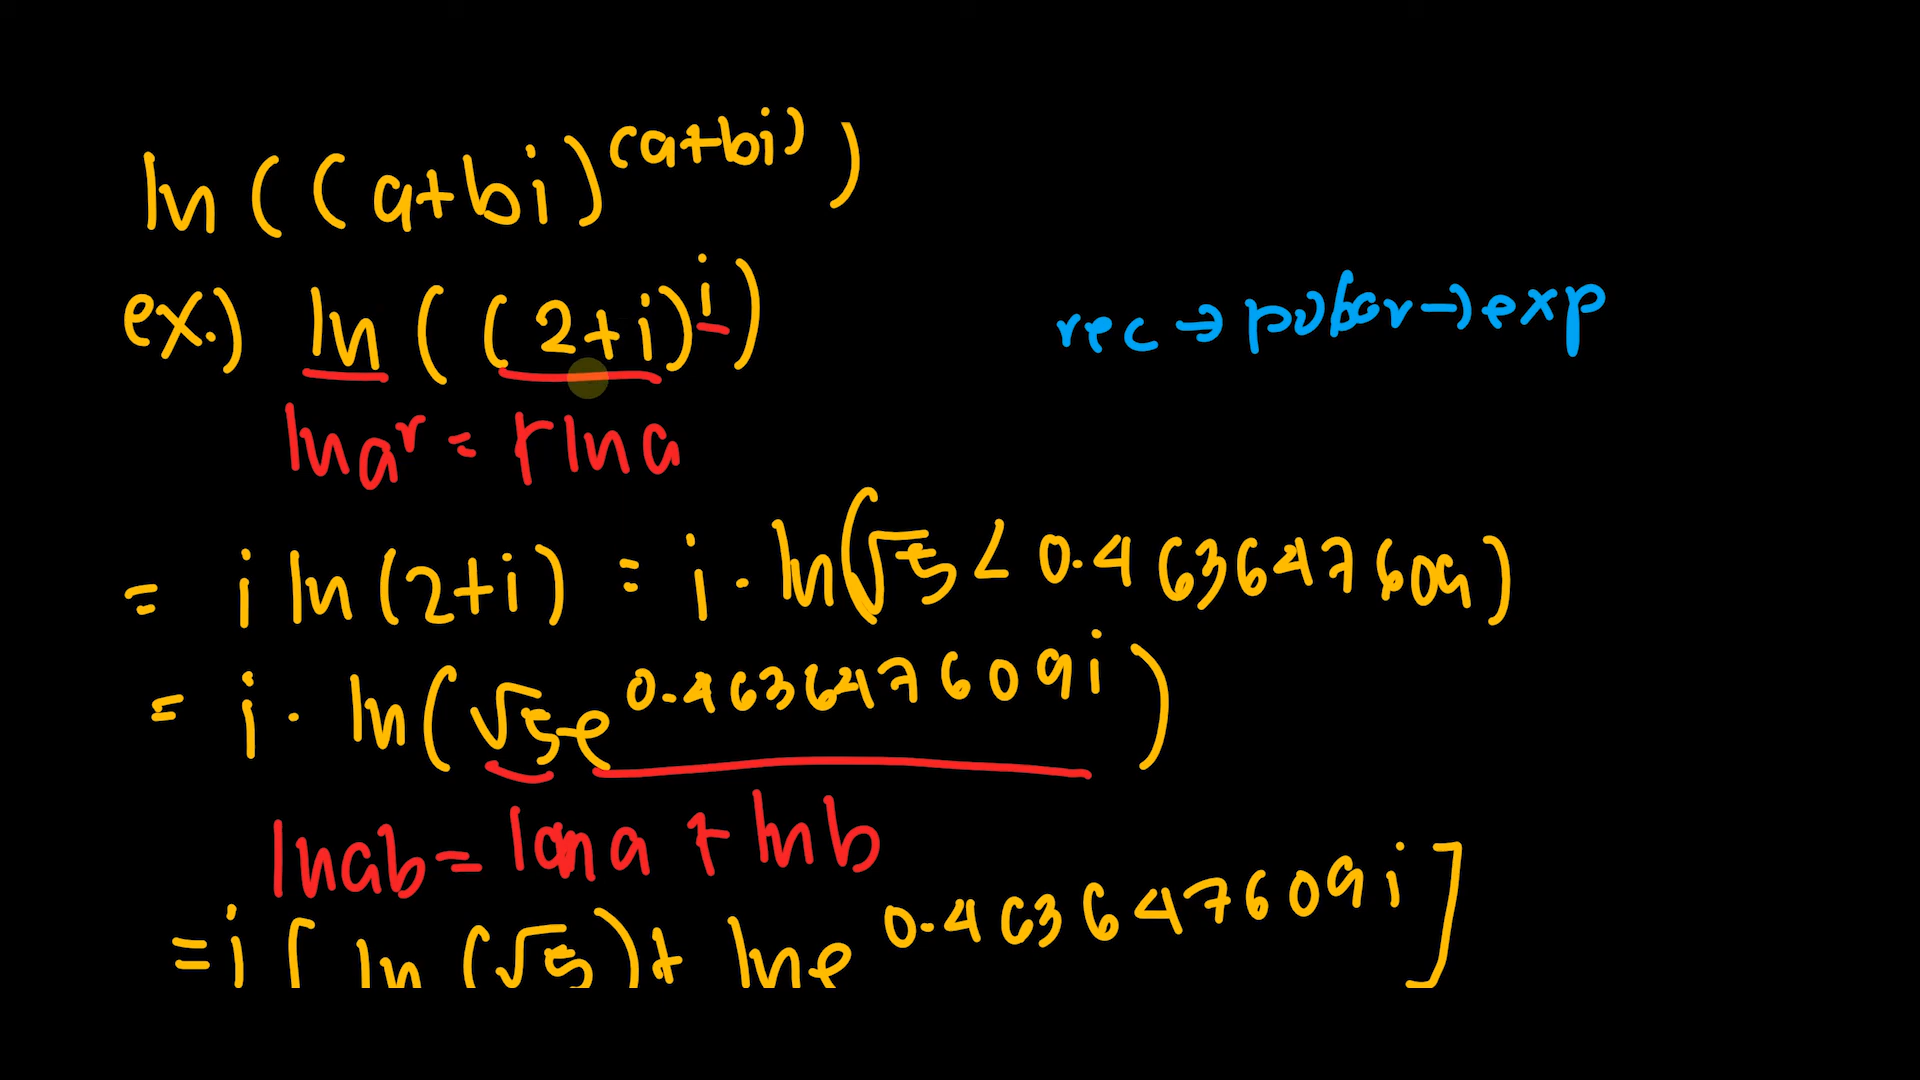 ln((a+bi)^(a+bi))
ex.) ln((2+i)^i)
rec → polar → exp
ln a^r = r ln a
= i ln(2+i) = i · ln(√5 < 0.463647609)
= i · ln(√5 e^0.463647609i)
ln ab = ln a + ln b
= i [ ln(√5) + ln e^0.463647609i ]